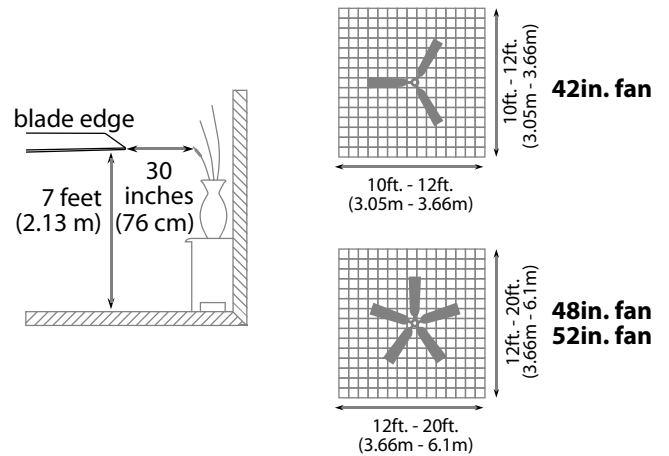 blade edge
30
inches
(76 cm)
7 feet
(2.13 m)
10ft. - 12ft.
(3.05m - 3.66m)
42in. fan
10ft. - 12ft.
(3.05m - 3.66m)
12ft. - 20ft.
(3.66m - 6.1m)
48in. fan
52in. fan
12ft. - 20ft.
(3.66m - 6.1m)